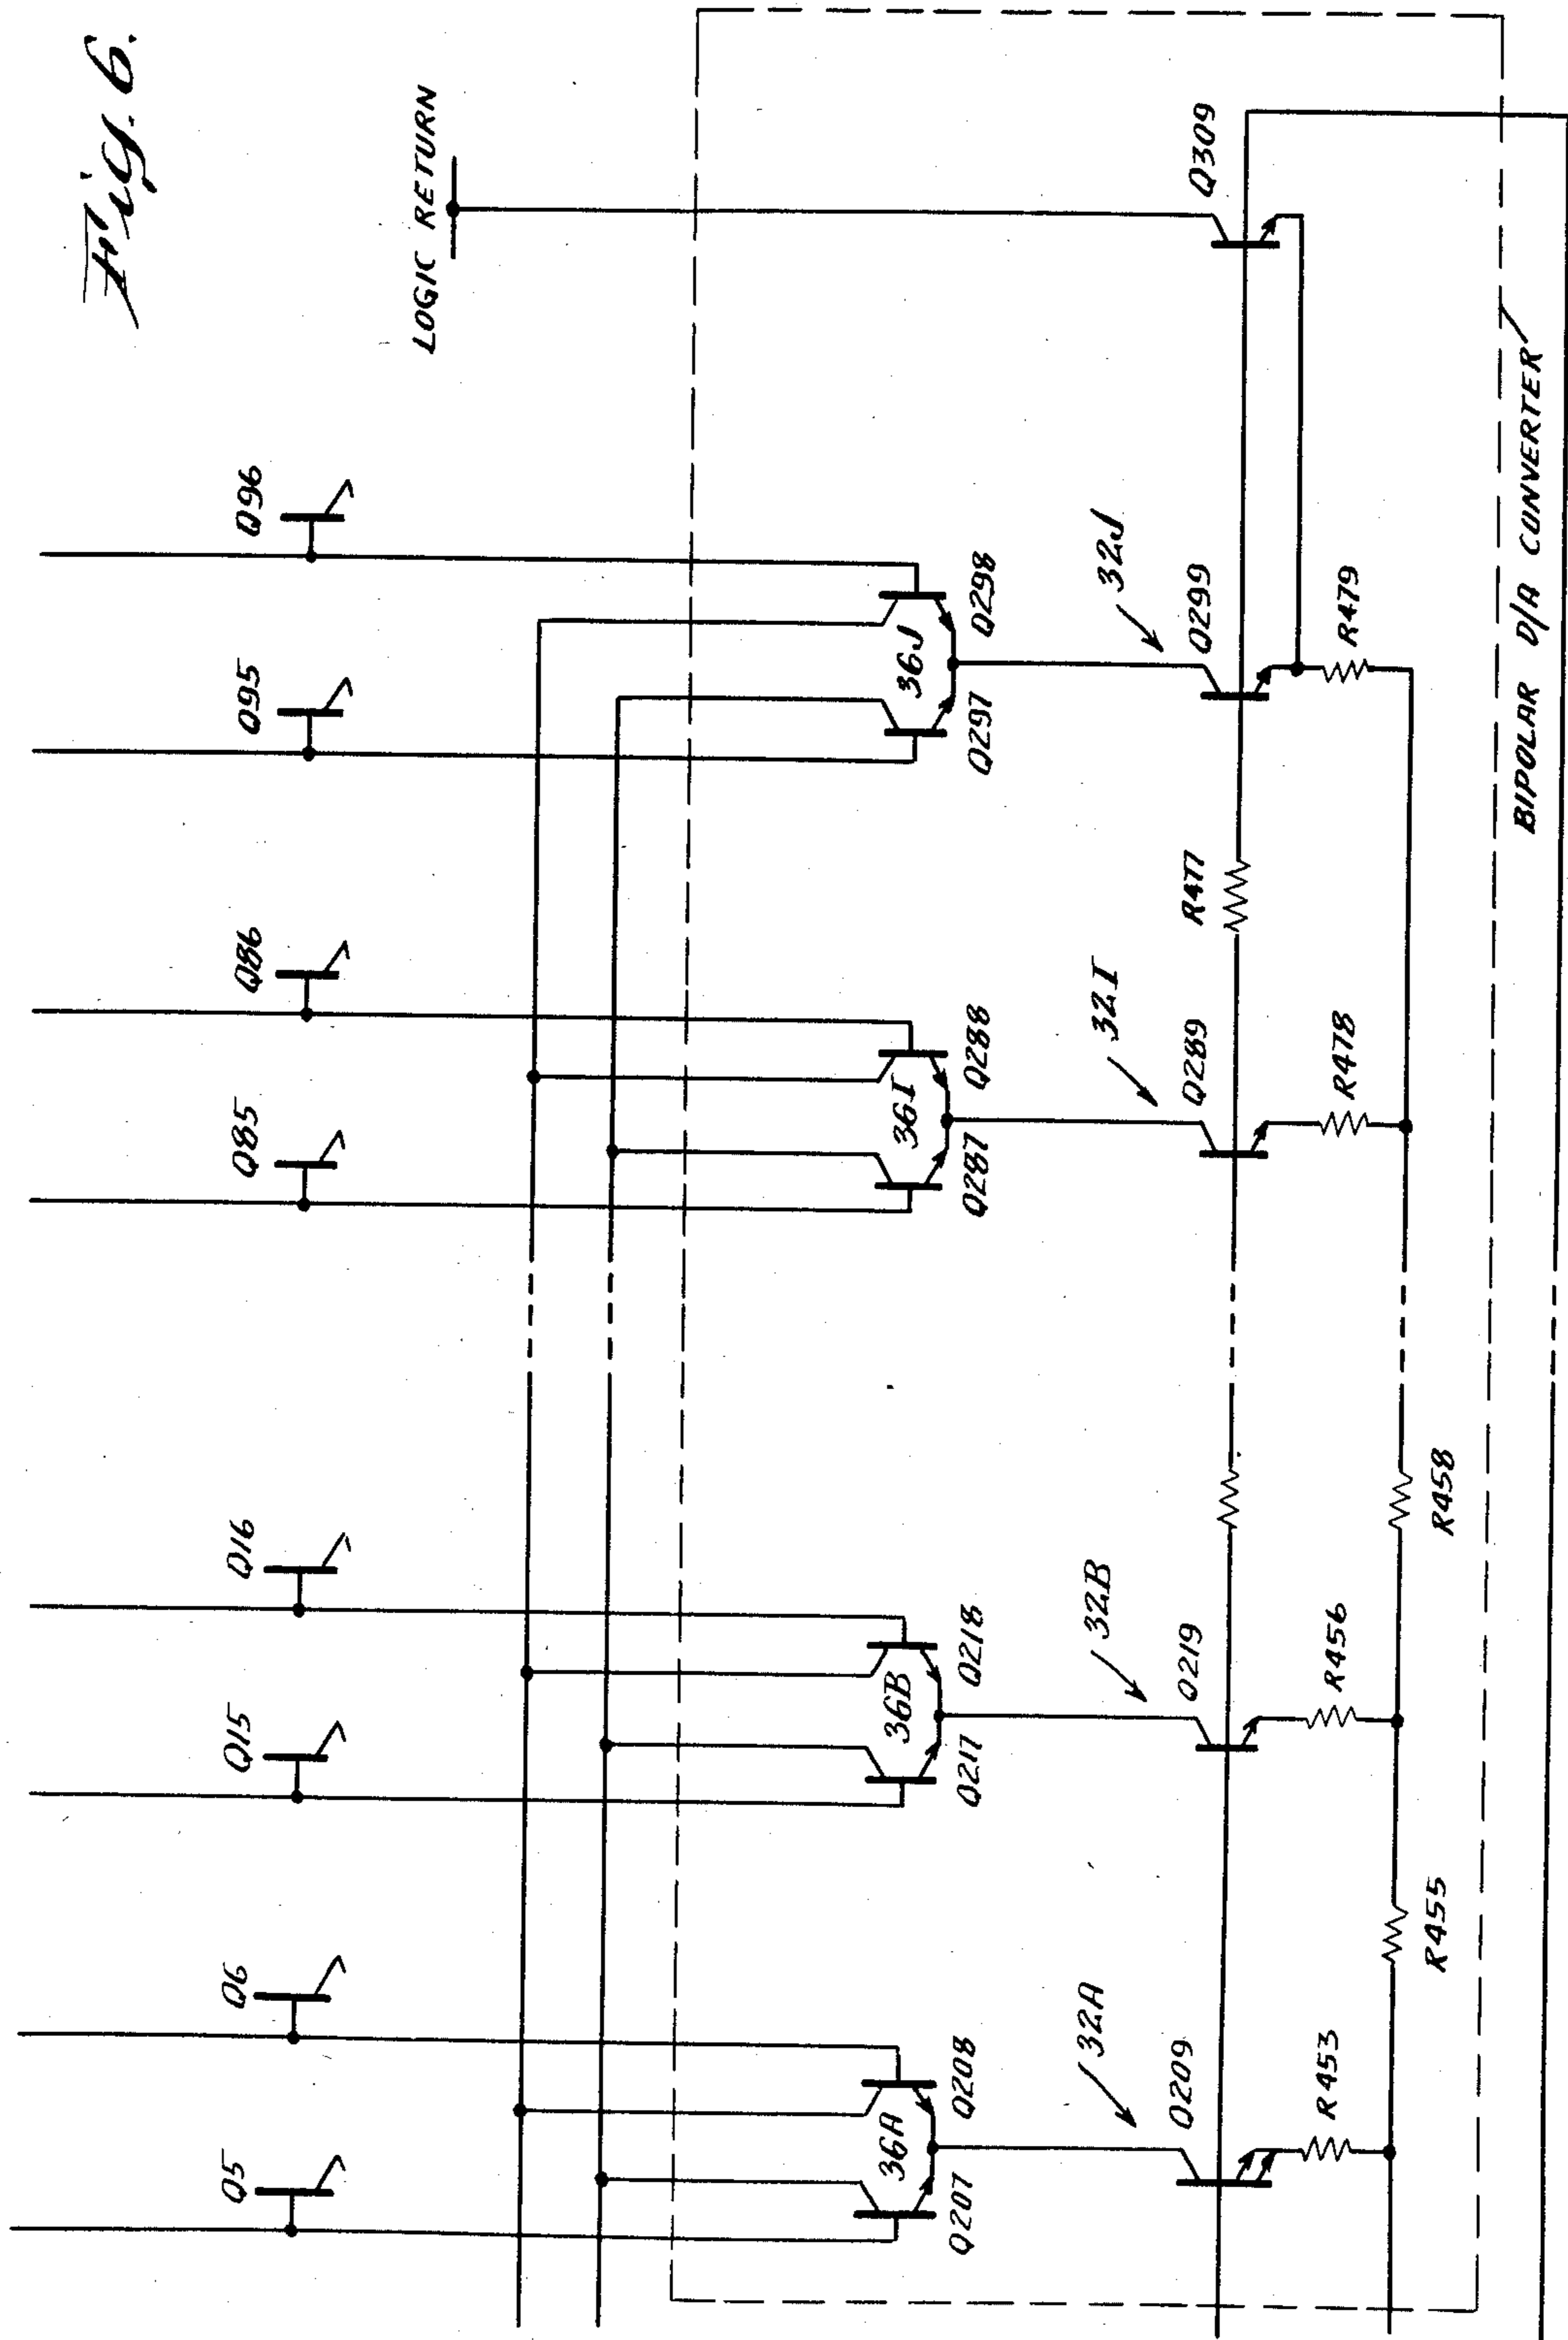 Fig. 6.
LOGIC RETURN
Q5
Q6
Q15
Q16
Q85
Q86
Q95
Q96
36A
Q207
Q208
36B
Q217
Q218
36I
Q287
Q288
36J
Q297
Q298
32A
32B
32I
32J
Q209
Q219
Q289
R477
Q299
Q309
R453
R456
R478
R479
R455
R458
BIPOLAR D/A CONVERTER